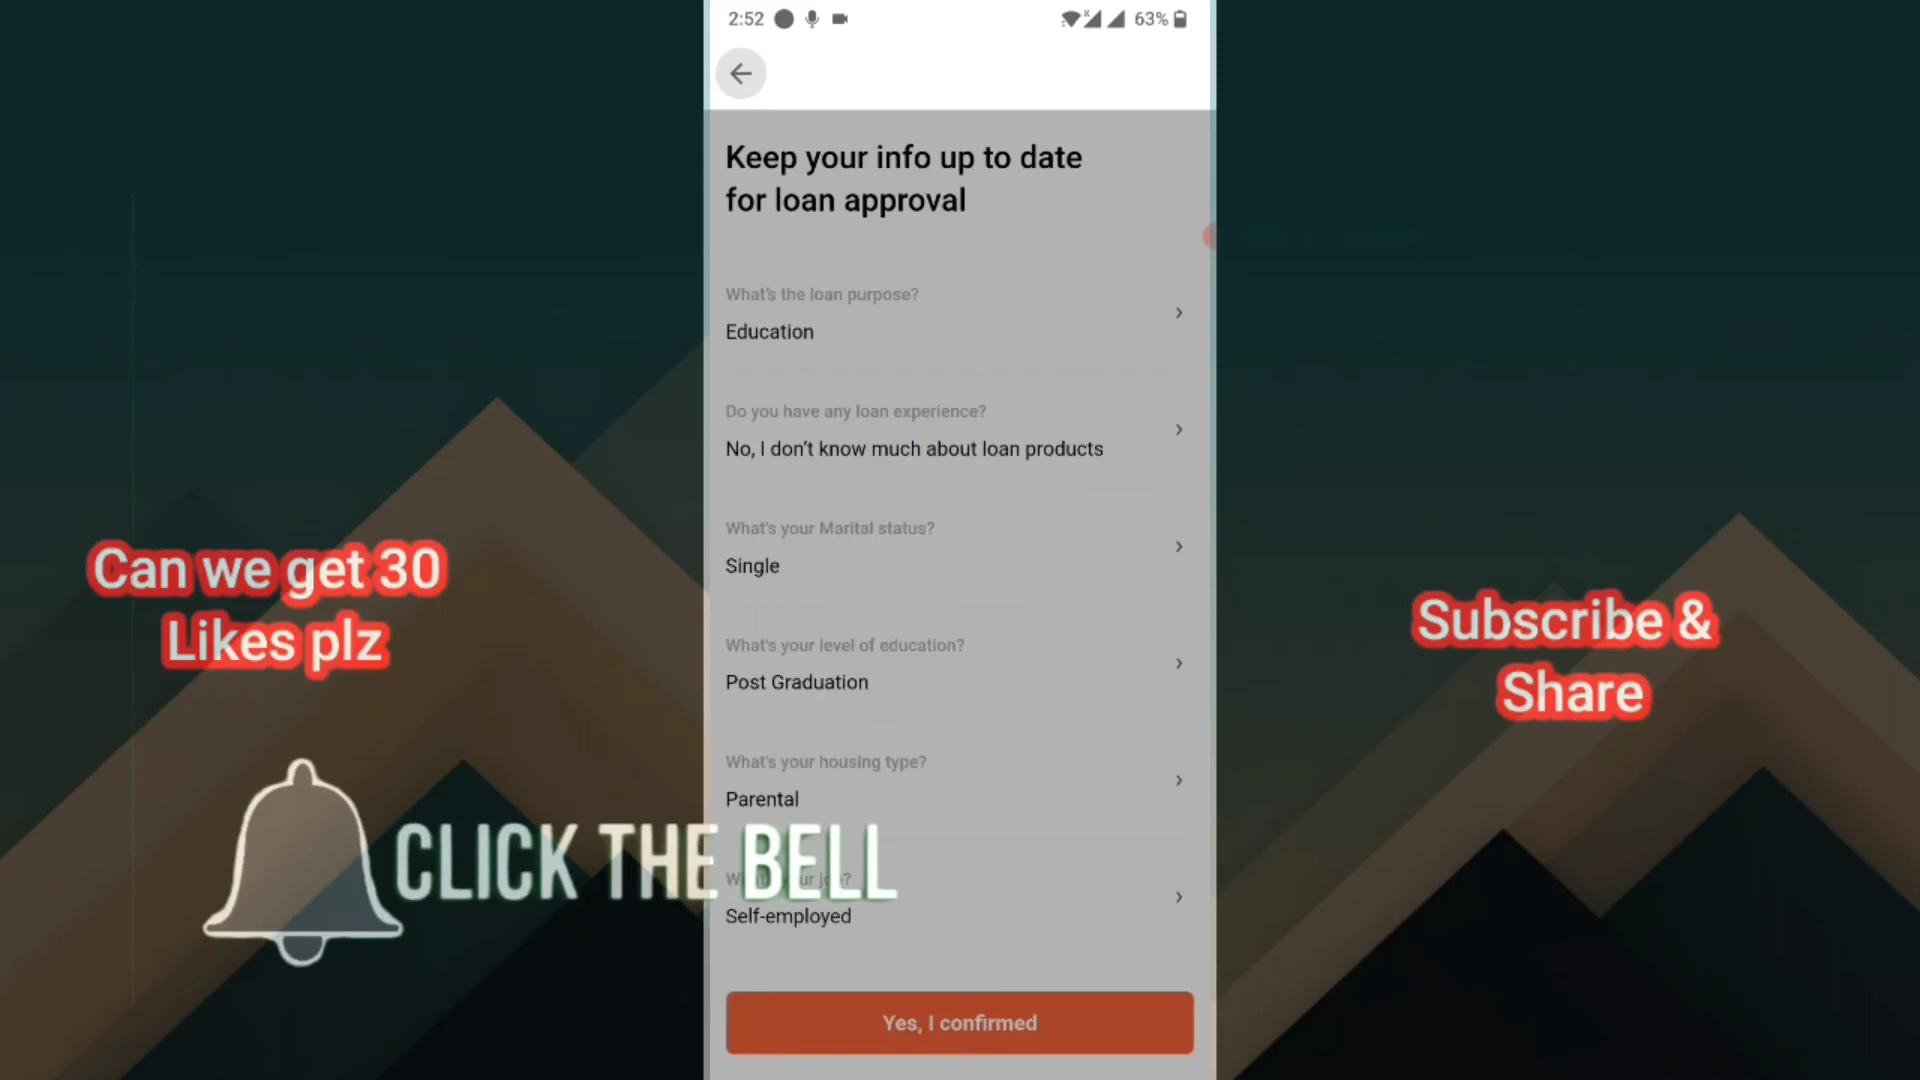 2:52
63%
Keep your info up to date
for loan approval
What's the loan purpose?
Education
Do you have any loan experience?
No, I don't know much about loan products
What's your Marital status?
Single
What's your level of education?
Post Graduation
What's your housing type?
Parental
What's your job?
Self-employed
Yes, I confirmed
Can we get 30
Likes plz
CLICK THE BELL
Subscribe &
Share